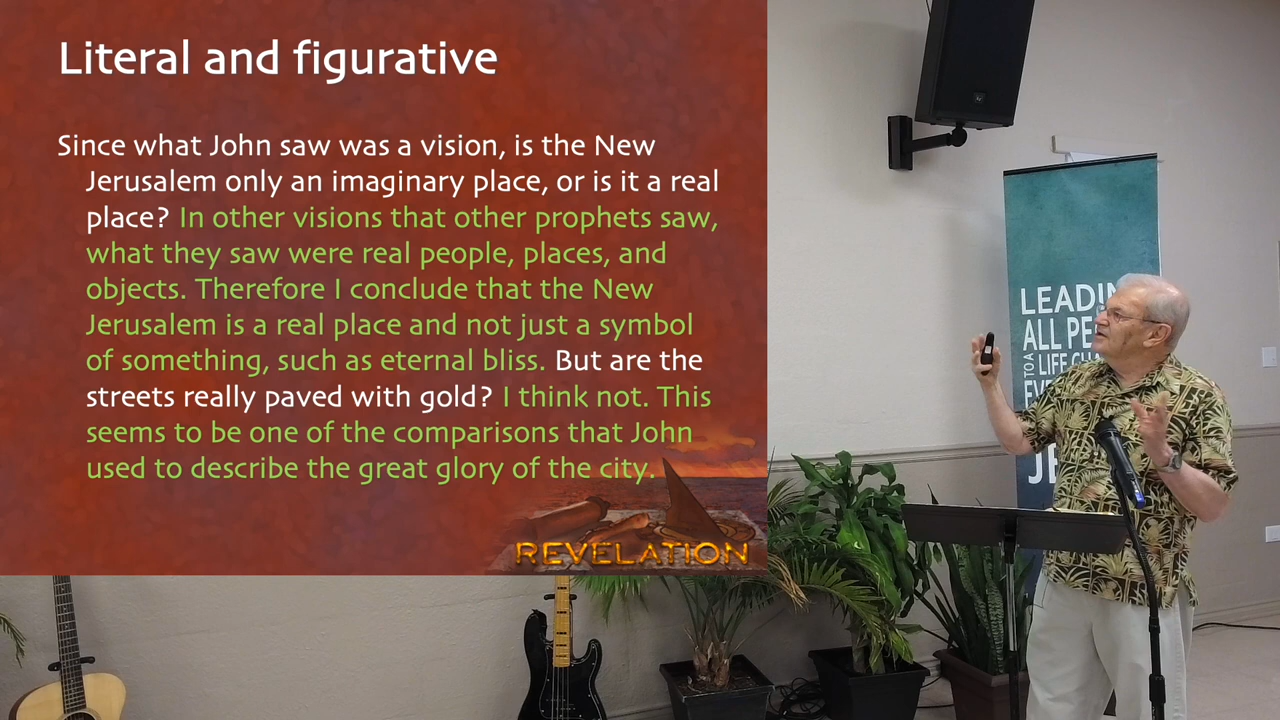 Literal and figurative
Since what John saw was a vision, is the New
Jerusalem only an imaginary place, or is it a real
place? In other visions that other prophets saw,
what they saw were real people, places, and
objects. Therefore I conclude that the New
Jerusalem is a real place and not just a symbol
of something, such as eternal bliss. But are the
streets really paved with gold? I think not. This
seems to be one of the comparisons that John
used to describe the great glory of the city.
REVELATION
LEADING
ALL
TO A LIFE